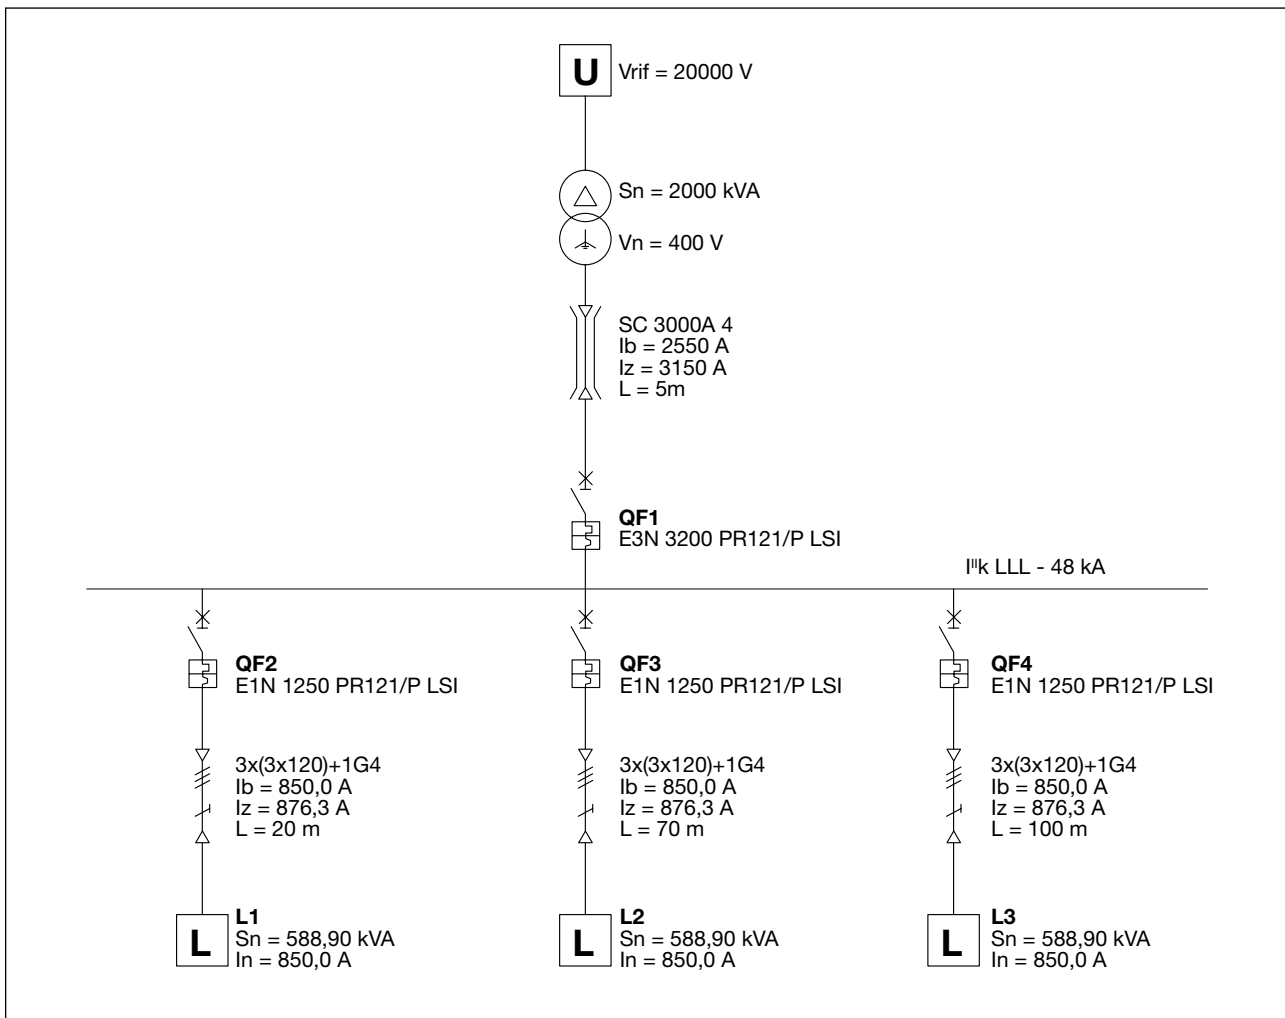 U
Vrif = 20000 V
Sn = 2000 kVA
Vn = 400 V
SC 3000A 4
Ib = 2550 A
Iz = 3150 A
L = 5m
QF1
E3N 3200 PR121/P LSI
I'''k LLL - 48 kA
QF2
E1N 1250 PR121/P LSI
3x(3x120)+1G4
Ib = 850,0 A
Iz = 876,3 A
L = 20 m
L1
L
Sn = 588,90 kVA
In = 850,0 A
QF3
E1N 1250 PR121/P LSI
3x(3x120)+1G4
Ib = 850,0 A
Iz = 876,3 A
L = 70 m
L2
L
Sn = 588,90 kVA
In = 850,0 A
QF4
E1N 1250 PR121/P LSI
3x(3x120)+1G4
Ib = 850,0 A
Iz = 876,3 A
L = 100 m
L3
L
Sn = 588,90 kVA
In = 850,0 A